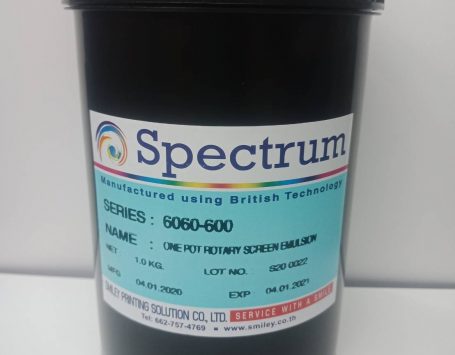 Spectrum
Manufactured using British Technology
SERIES : 6060-600
NAME : ONE POT ROTARY SCREEN EMULSION
NET 1.0 KG. LOT NO. S20 0022
MFG 04.01.2020 EXP 04.01.2021
SMILEY PRINTING SOLUTION CO., LTD. SERVICE WITH A SMILE
Tel: 662-757-4769 ■ www.smiley.co.th